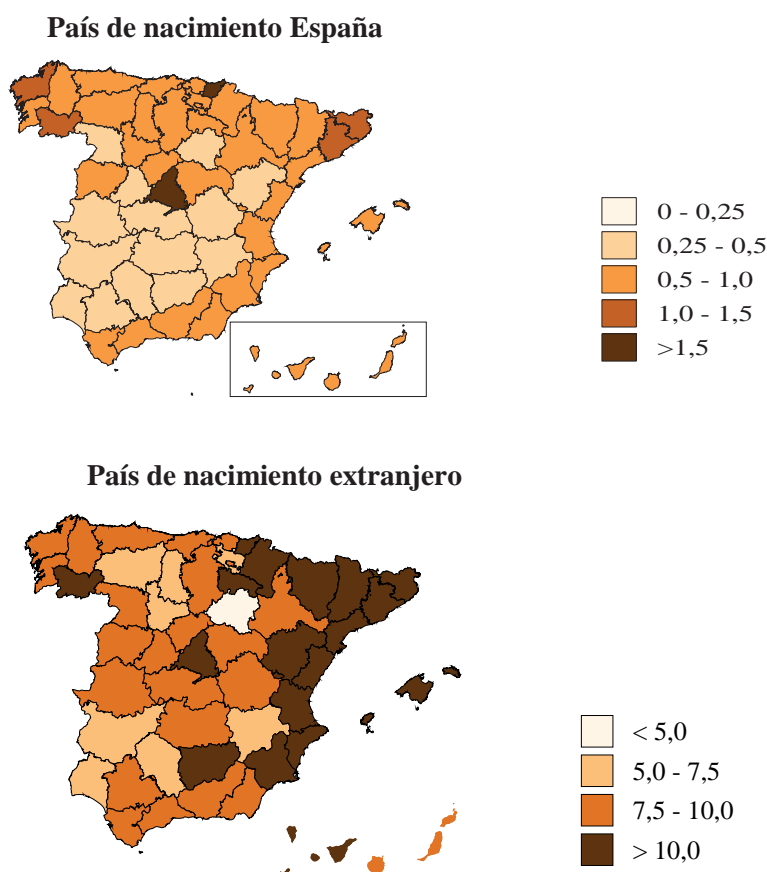 País de nacimiento España
0 - 0,25
0,25 - 0,5
0,5 - 1,0
1,0 - 1,5
>1,5
País de nacimiento extranjero
< 5,0
5,0 - 7,5
7,5 - 10,0
> 10,0